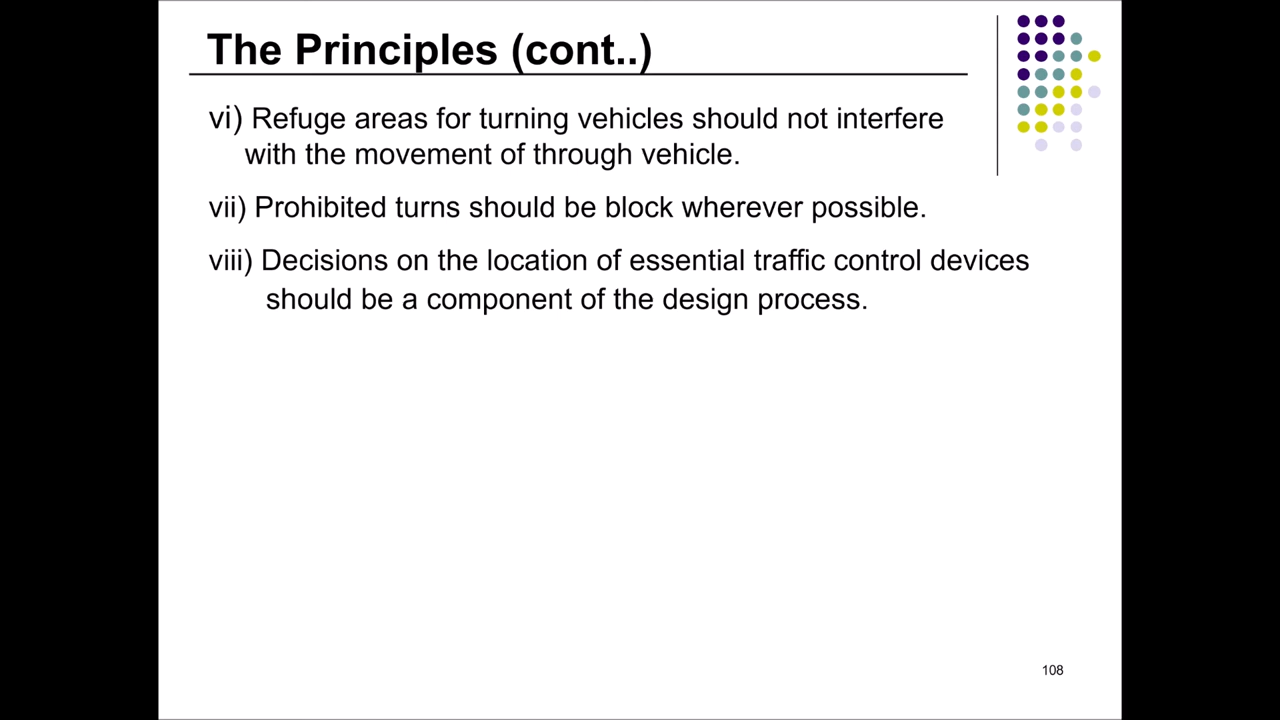 The Principles (cont..)
vi) Refuge areas for turning vehicles should not interfere
with the movement of through vehicle.
vii) Prohibited turns should be block wherever possible.
viii) Decisions on the location of essential traffic control devices
should be a component of the design process.
108